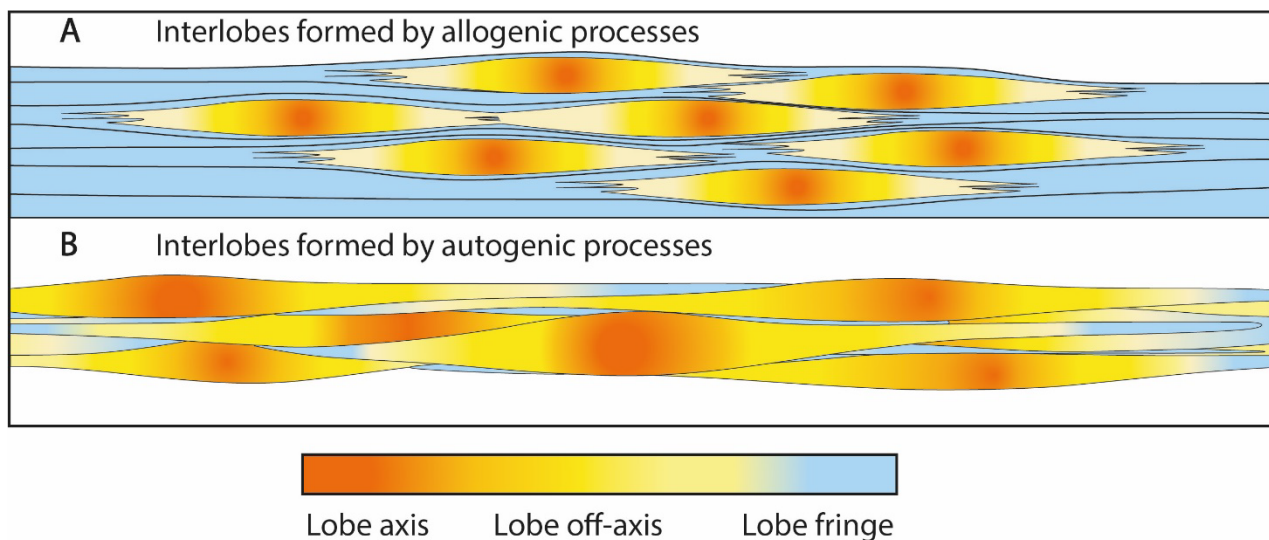 A Interlobes formed by allogenic processes
B Interlobes formed by autogenic processes
Lobe axis Lobe off-axis Lobe fringe